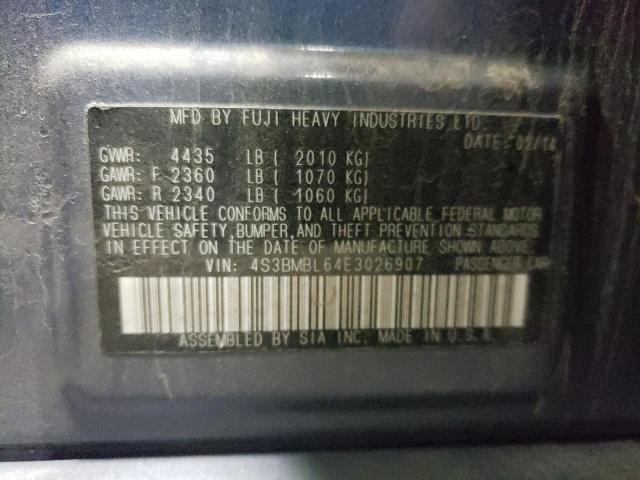 MFD BY FUJI HEAVY INDUSTRIES LTD
DATE: 02/14
GVWR: 4435 LB ( 2010 KG)
GAWR: F 2360 LB ( 1070 KG)
GAWR: R 2340 LB ( 1060 KG)
THIS VEHICLE CONFORMS TO ALL APPLICABLE FEDERAL MOTOR
VEHICLE SAFETY, BUMPER, AND THEFT PREVENTION STANDARDS
IN EFFECT ON THE DATE OF MANUFACTURE SHOWN ABOVE.
VIN: 4S3BMBL64E3026907 PASSENGER CAR
ASSEMBLED BY SIA INC. MADE IN U.S.A